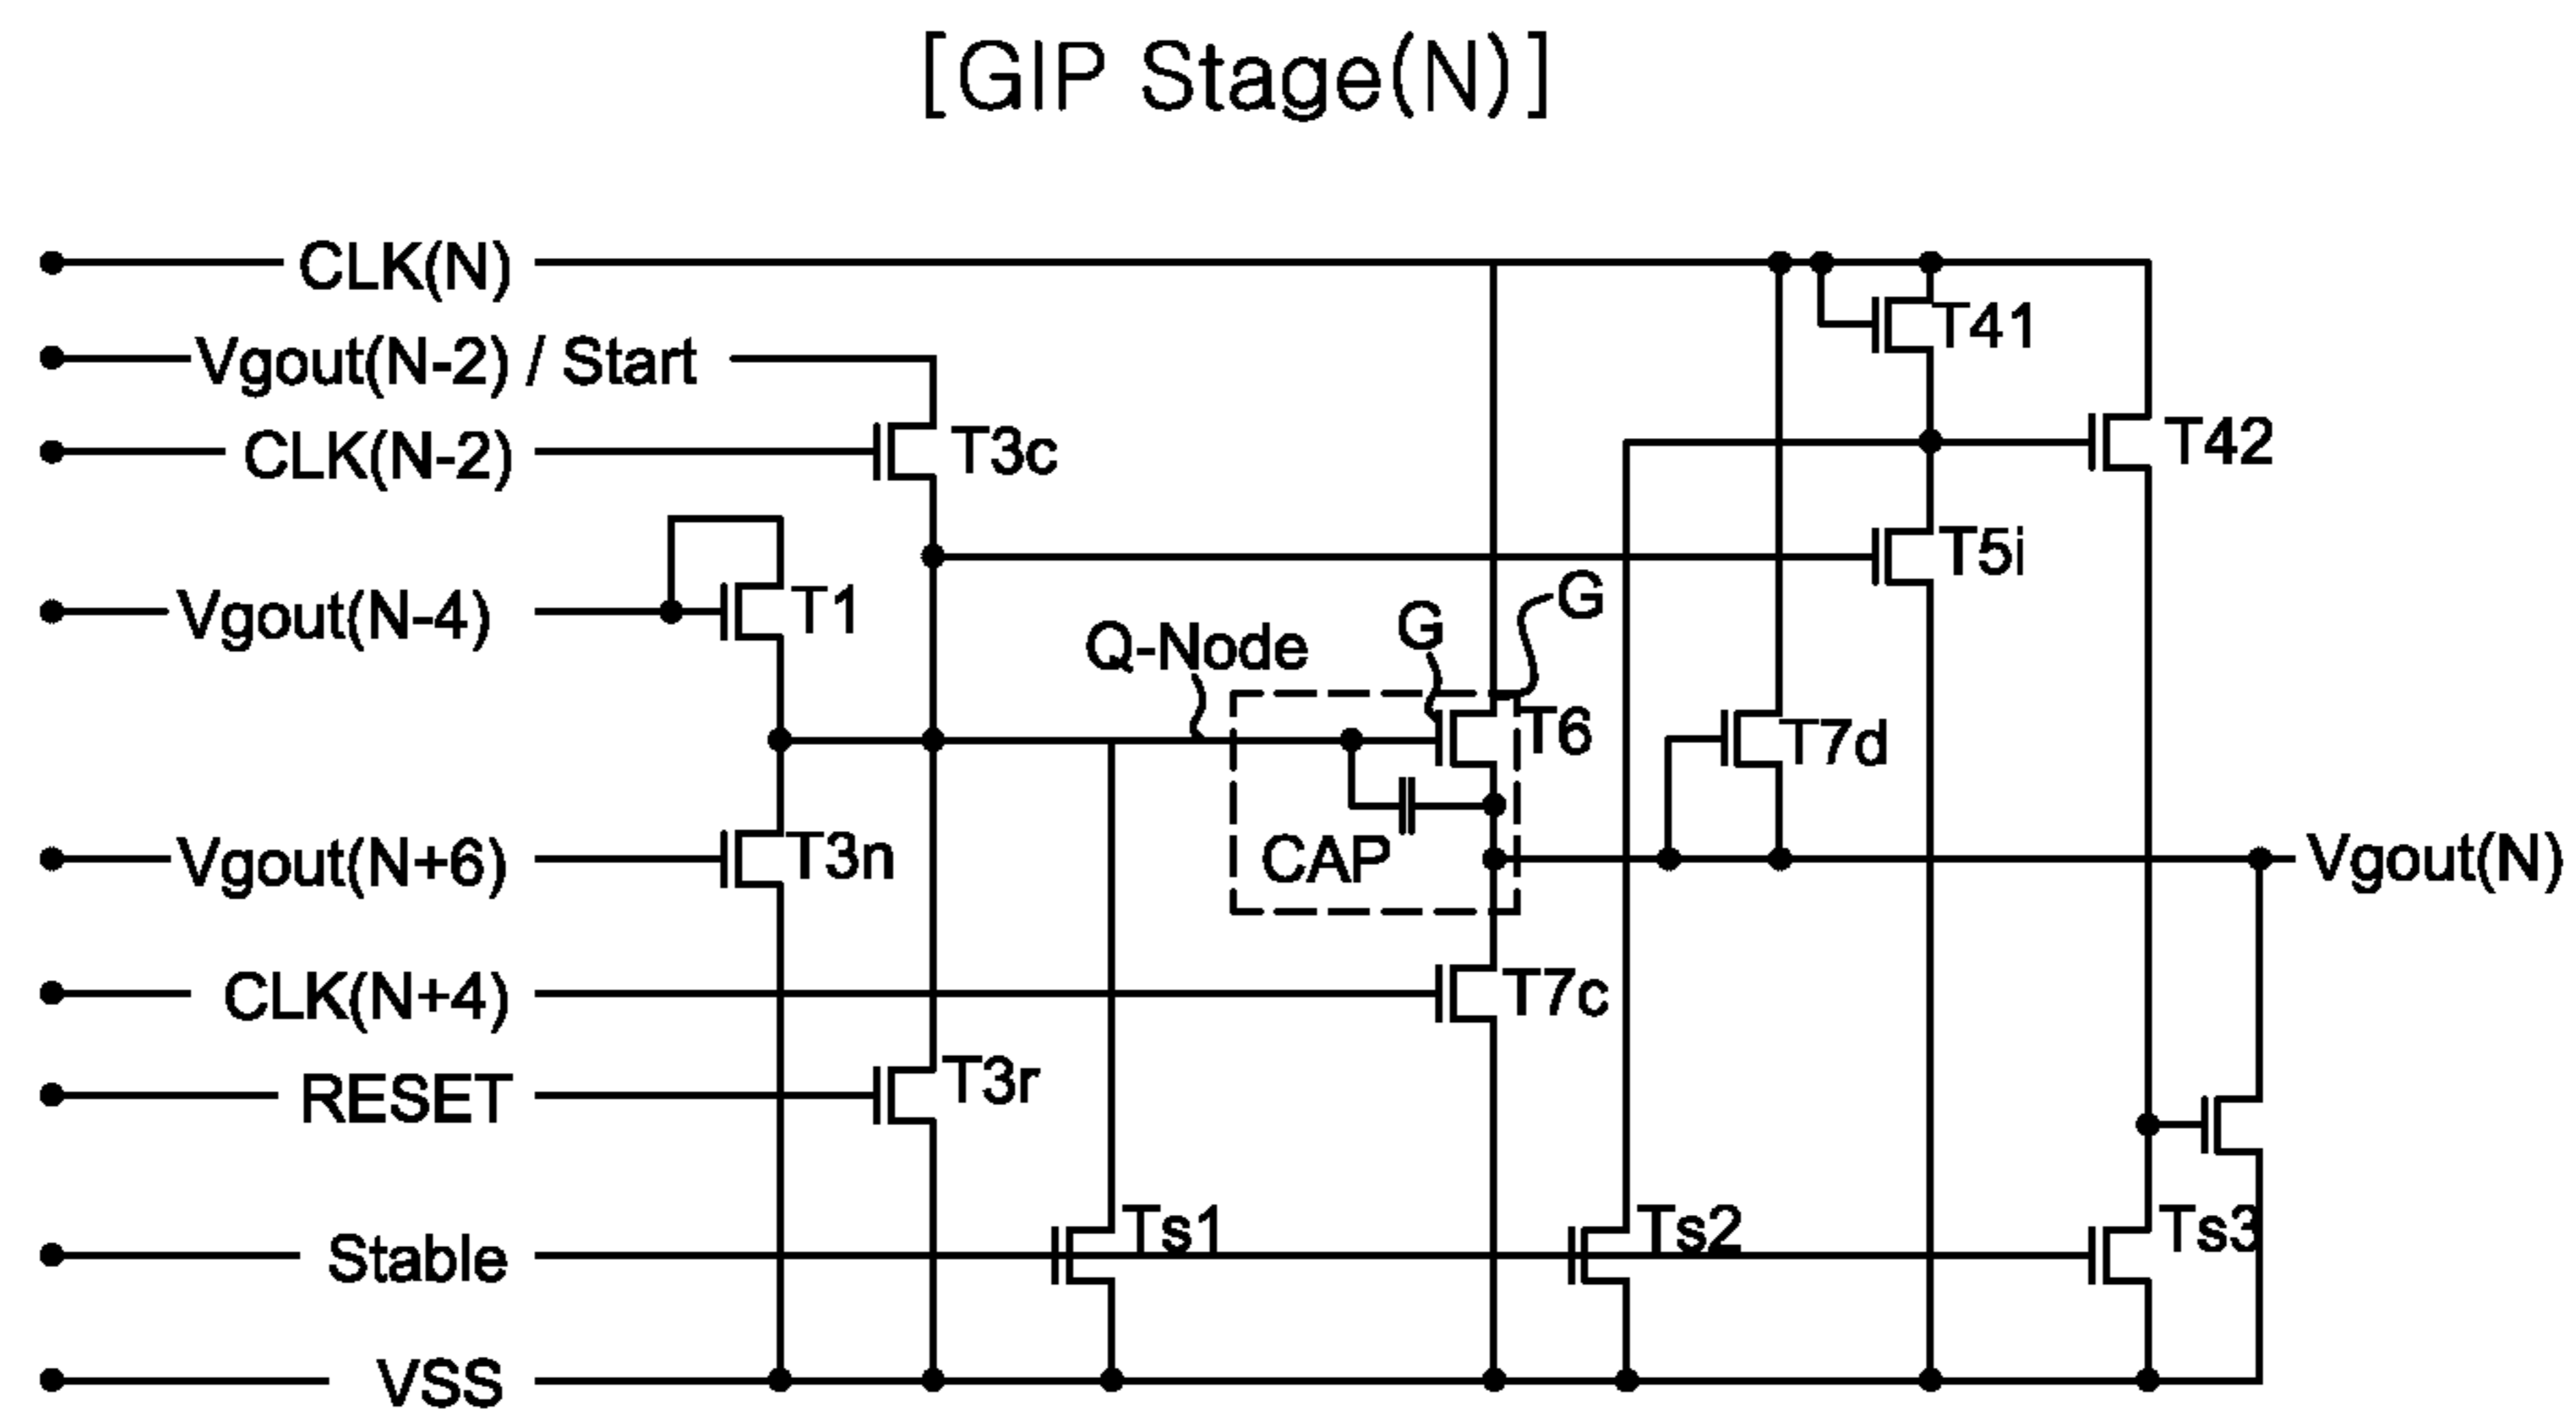 [GIP Stage(N)]
CLK(N)
T41
Vgout(N-2) / Start
CLK(N-2)
T3c
T42
T5i
Vgout(N-4)
T1
G
G
Q-Node
T6
T7d
Vgout(N+6)
T3n
CAP
Vgout(N)
CLK(N+4)
T7c
RESET
T3r
Stable
Ts1
Ts2
Ts3
VSS